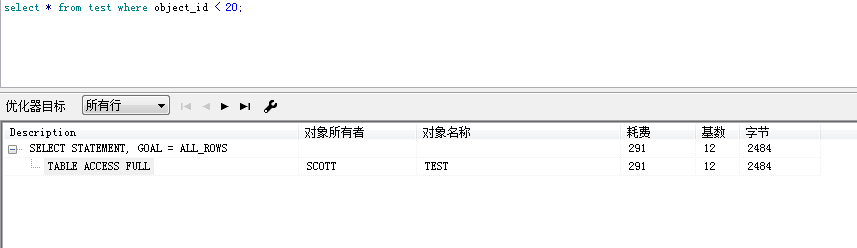 select * from test where object_id < 20;
优化器目标 所有行
Description 对象所有者 对象名称 耗费 基数 字节
SELECT STATEMENT, GOAL = ALL_ROWS 291 12 2484
TABLE ACCESS FULL SCOTT TEST 291 12 2484